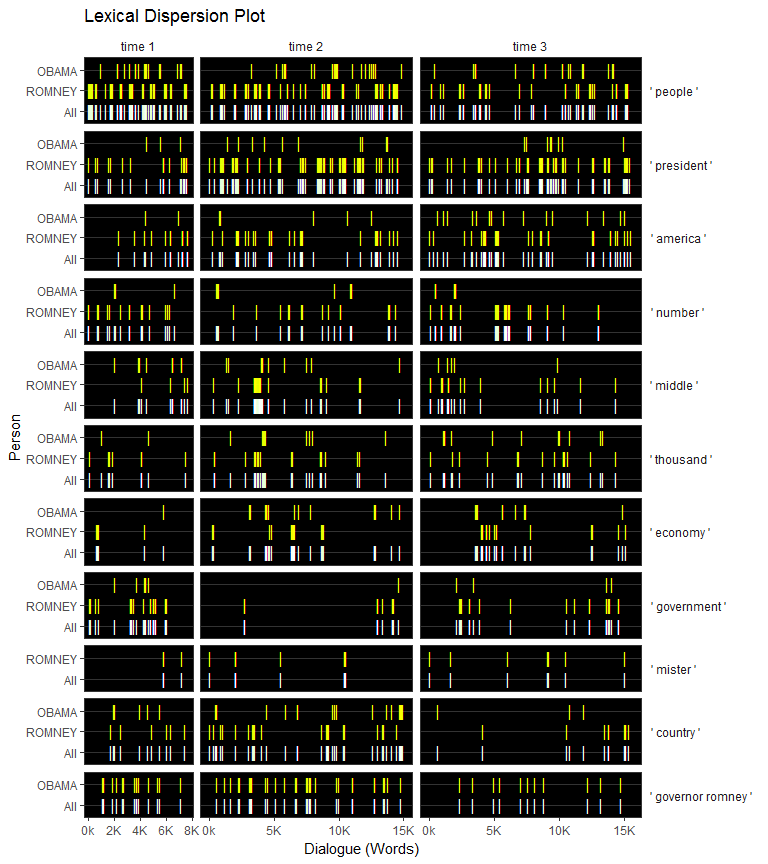 Lexical Dispersion Plot
time 1 time 2 time 3
OBAMA
ROMNEY
All
' people '
OBAMA
ROMNEY
All
' president '
OBAMA
ROMNEY
All
' america '
OBAMA
ROMNEY
All
' number '
OBAMA
ROMNEY
All
' middle '
OBAMA
ROMNEY
All
' thousand '
OBAMA
ROMNEY
All
' economy '
OBAMA
ROMNEY
All
' government '
ROMNEY
All
' mister '
OBAMA
ROMNEY
All
' country '
OBAMA
All
' governor romney '
Person
0k 2K 4K 6K 8K 0k 10K 15K 0k 5K 10K 15K
Dialogue (Words)